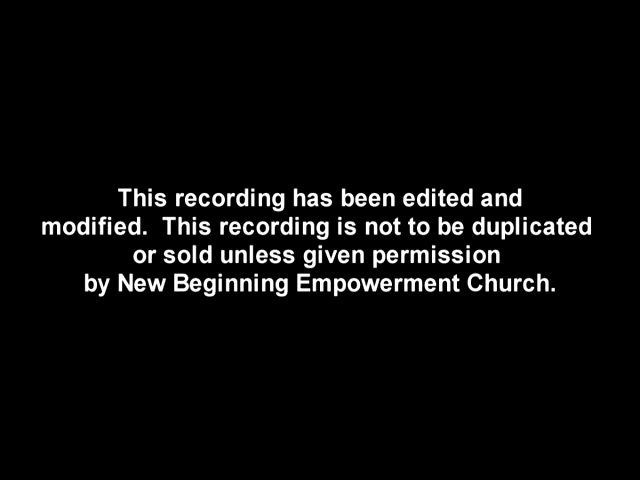 This recording has been edited and
modified.  This recording is not to be duplicated
or sold unless given permission
by New Beginning Empowerment Church.